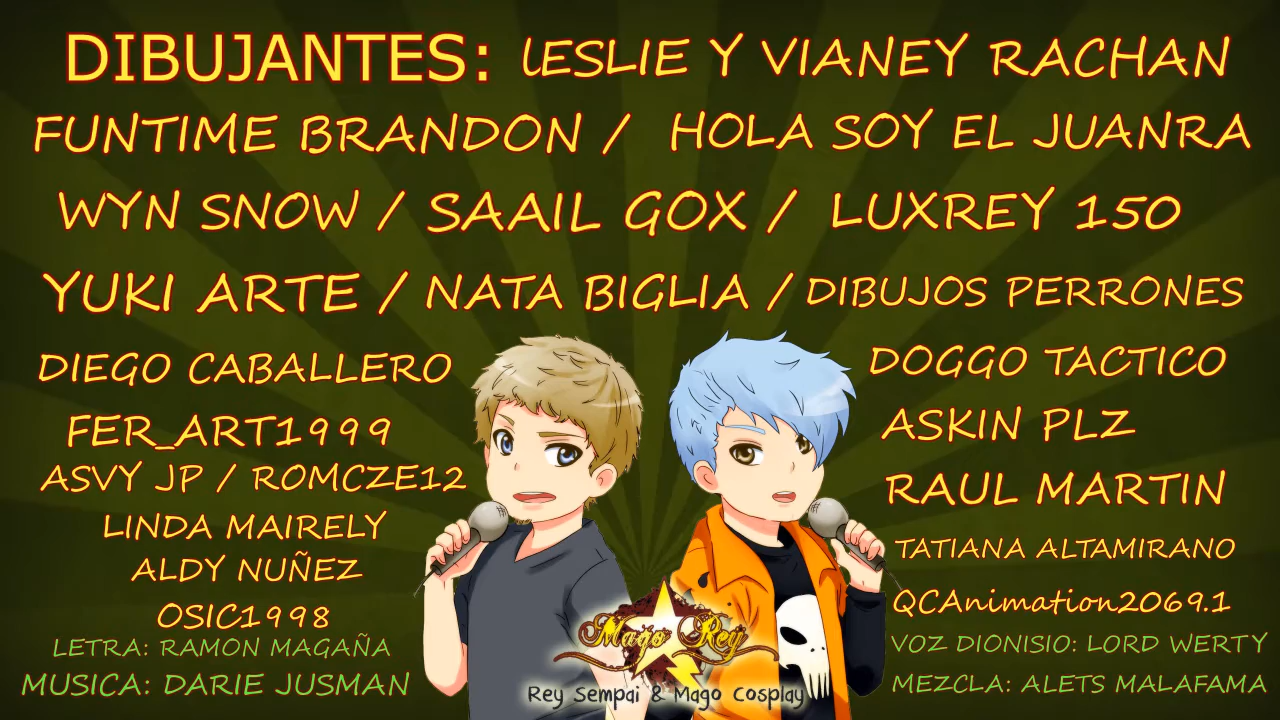 DIBUJANTES: LESLIE Y VIANEY RACHAN
FUNTIME BRANDON / HOLA SOY EL JUANRA
WYN SNOW / SAAIL GOX / LUXREY 150
YUKI ARTE / NATA BIGLIA / DIBUJOS PERRONES
DIEGO CABALLERO
FER_ART1999
ASVY JP / ROMCZE12
LINDA MAIRELY
ALDY NUÑEZ
OSIC1998
LETRA: RAMON MAGAÑA
MUSICA: DARIE JUSMAN
DOGGO TACTICO
ASKIN PLZ
RAUL MARTIN
TATIANA ALTAMIRANO
QCAnimation2069.1
VOZ DIONISIO: LORD WERTY
MEZCLA: ALETS MALAFAMA
Mago Rey
Rey Sempai & Mago Cosplay